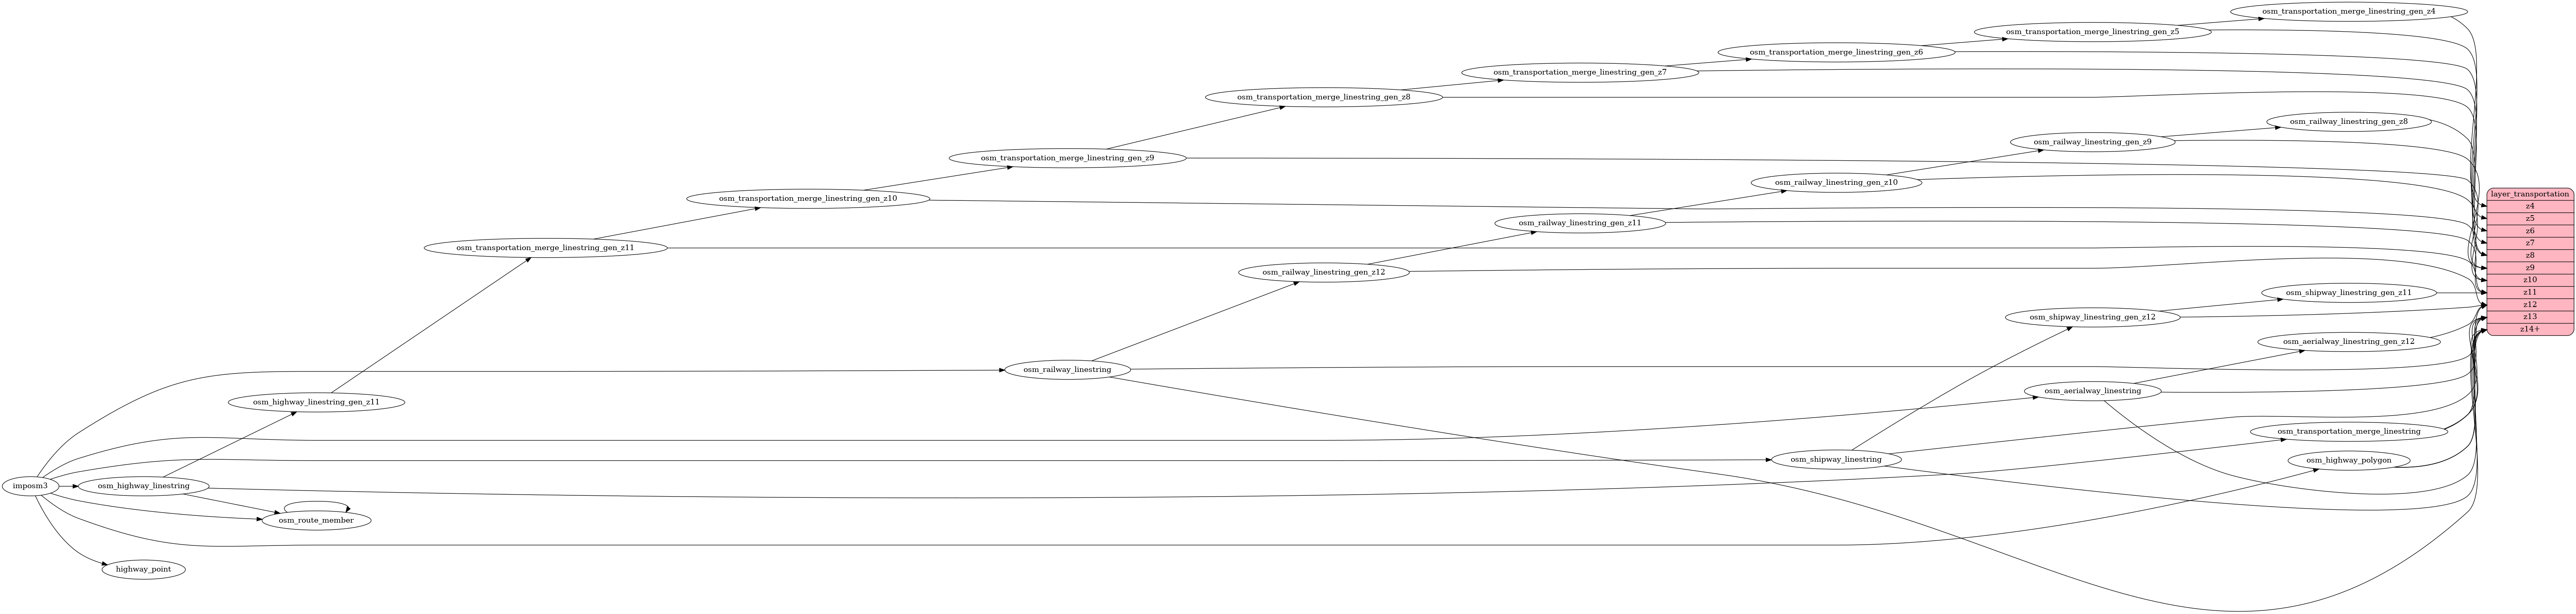 osm_transportation_merge_linestring_gen_z4
osm_transportation_merge_linestring_gen_z5
osm_transportation_merge_linestring_gen_z6
osm_transportation_merge_linestring_gen_z7
osm_transportation_merge_linestring_gen_z8
osm_railway_linestring_gen_z8
osm_railway_linestring_gen_z9
osm_transportation_merge_linestring_gen_z9
osm_railway_linestring_gen_z10
osm_transportation_merge_linestring_gen_z10
osm_railway_linestring_gen_z11
osm_transportation_merge_linestring_gen_z11
osm_railway_linestring_gen_z12
layer_transportation
z4
z5
z6
z7
z8
z9
z10
z11
z12
z13
z14+
osm_shipway_linestring_gen_z11
osm_shipway_linestring_gen_z12
osm_aerialway_linestring_gen_z12
osm_railway_linestring
osm_aerialway_linestring
osm_highway_linestring_gen_z11
osm_transportation_merge_linestring
osm_shipway_linestring
osm_highway_polygon
imposm3
osm_highway_linestring
osm_route_member
highway_point